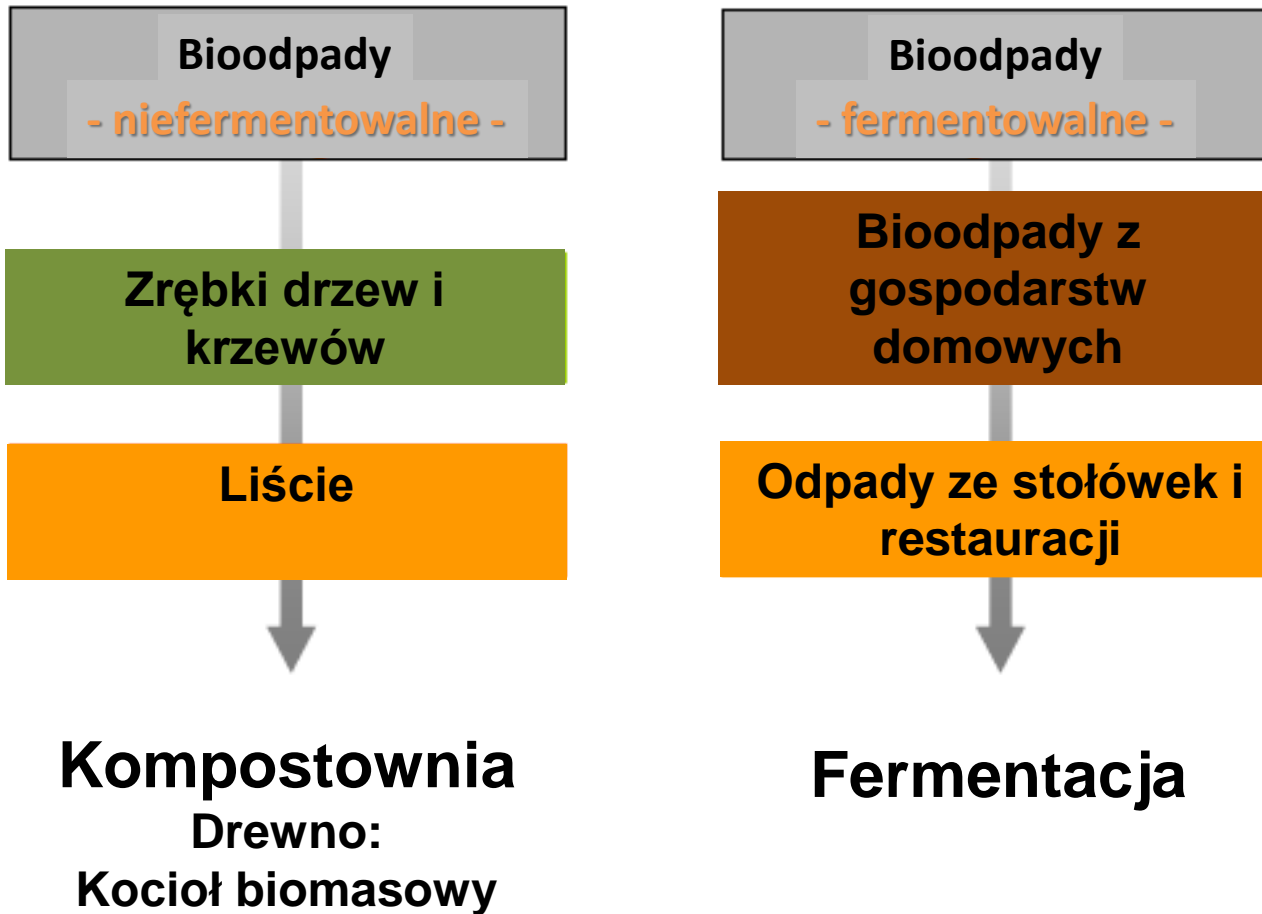 Bioodpady
- niefermentowalne -
Zrębki drzew i
krzewów
Liście
Kompostownia
Drewno:
Kocioł biomasowy
Bioodpady
- fermentowalne -
Bioodpady z
gospodarstw
domowych
Odpady ze stołówek i
restauracji
Fermentacja